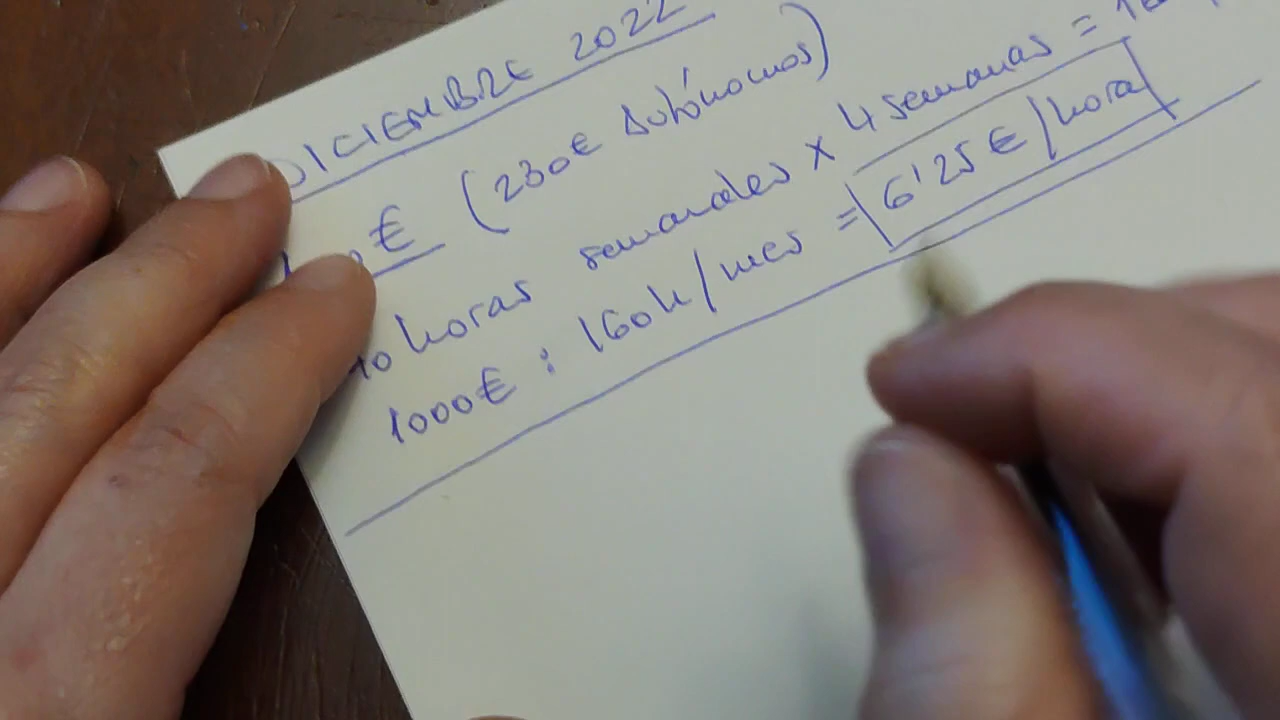 DICIEMBRE 2022
€ (230€ Autónomos)
horas semanales x 4 semanas =
1000€ : 160h/mes = 6'25€/hora